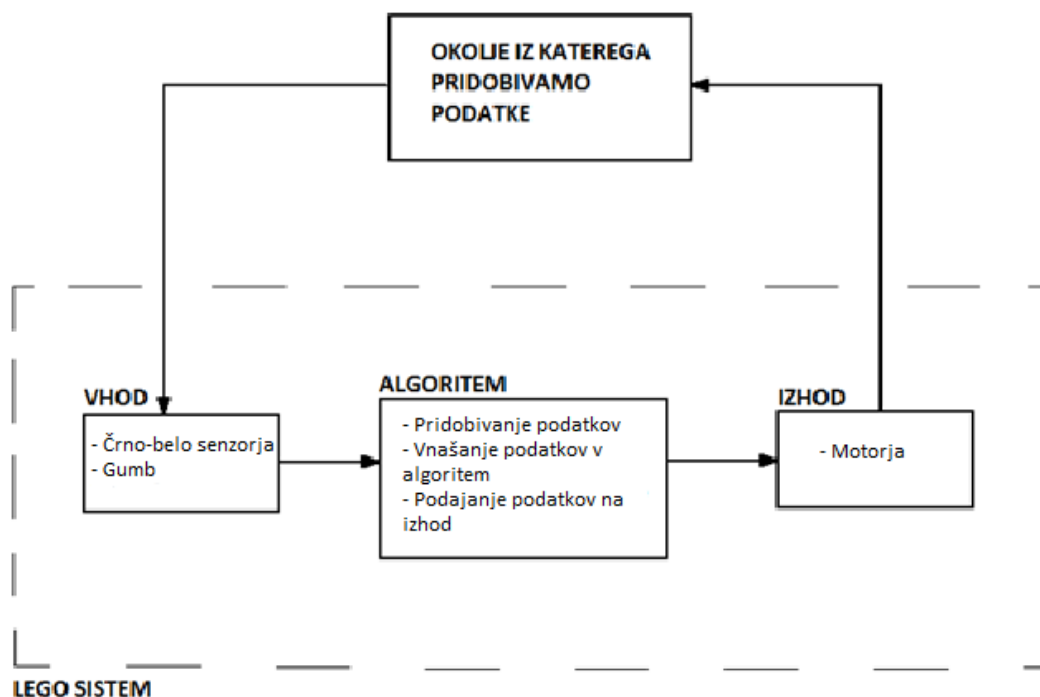 OKOLJE IZ KATEREGA
PRIDOBIVAMO
PODATKE
VHOD
- Črno-belo senzorja
- Gumb
ALGORITEM
- Pridobivanje podatkov
- Vnašanje podatkov v
algoritem
- Podajanje podatkov na
izhod
IZHOD
- Motorja
LEGO SISTEM